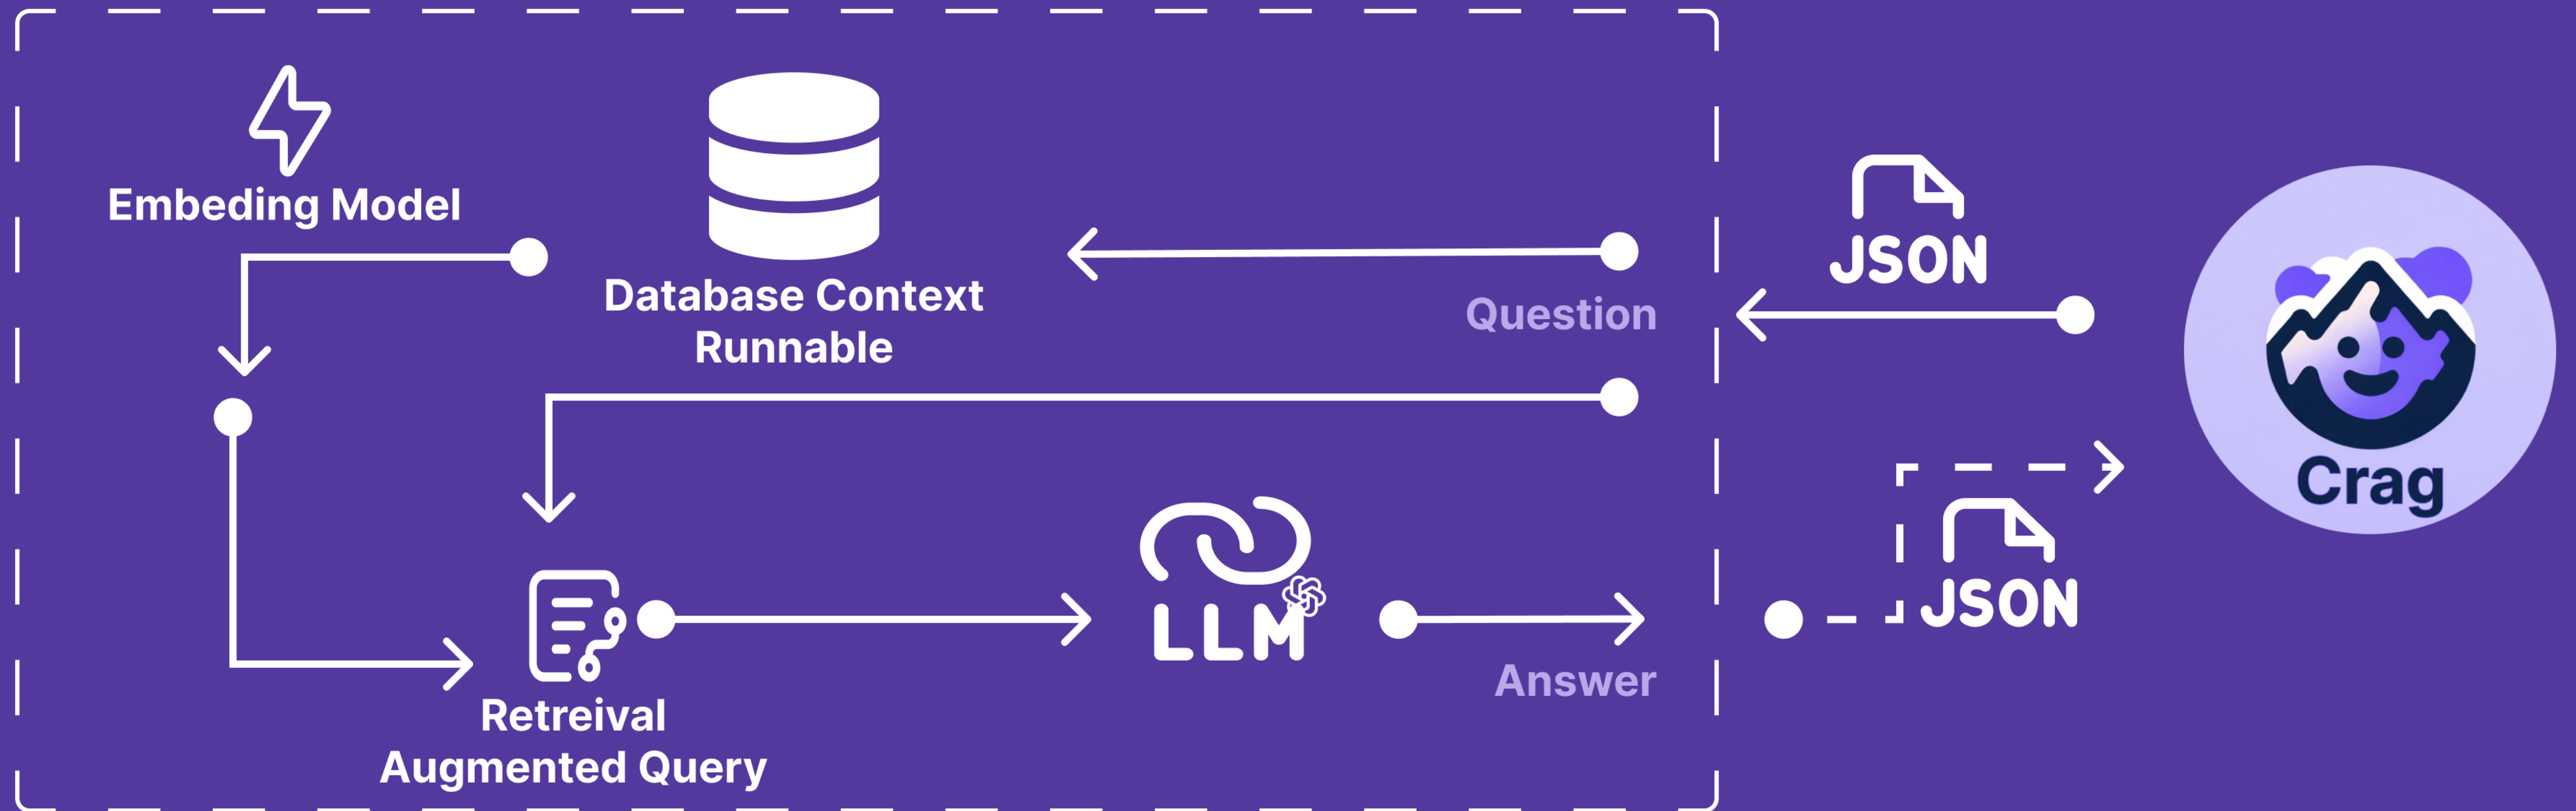 Embeding Model
Database Context
Runnable
Question
JSON
Crag
JSON
LLM
Answer
Retreival
Augmented Query